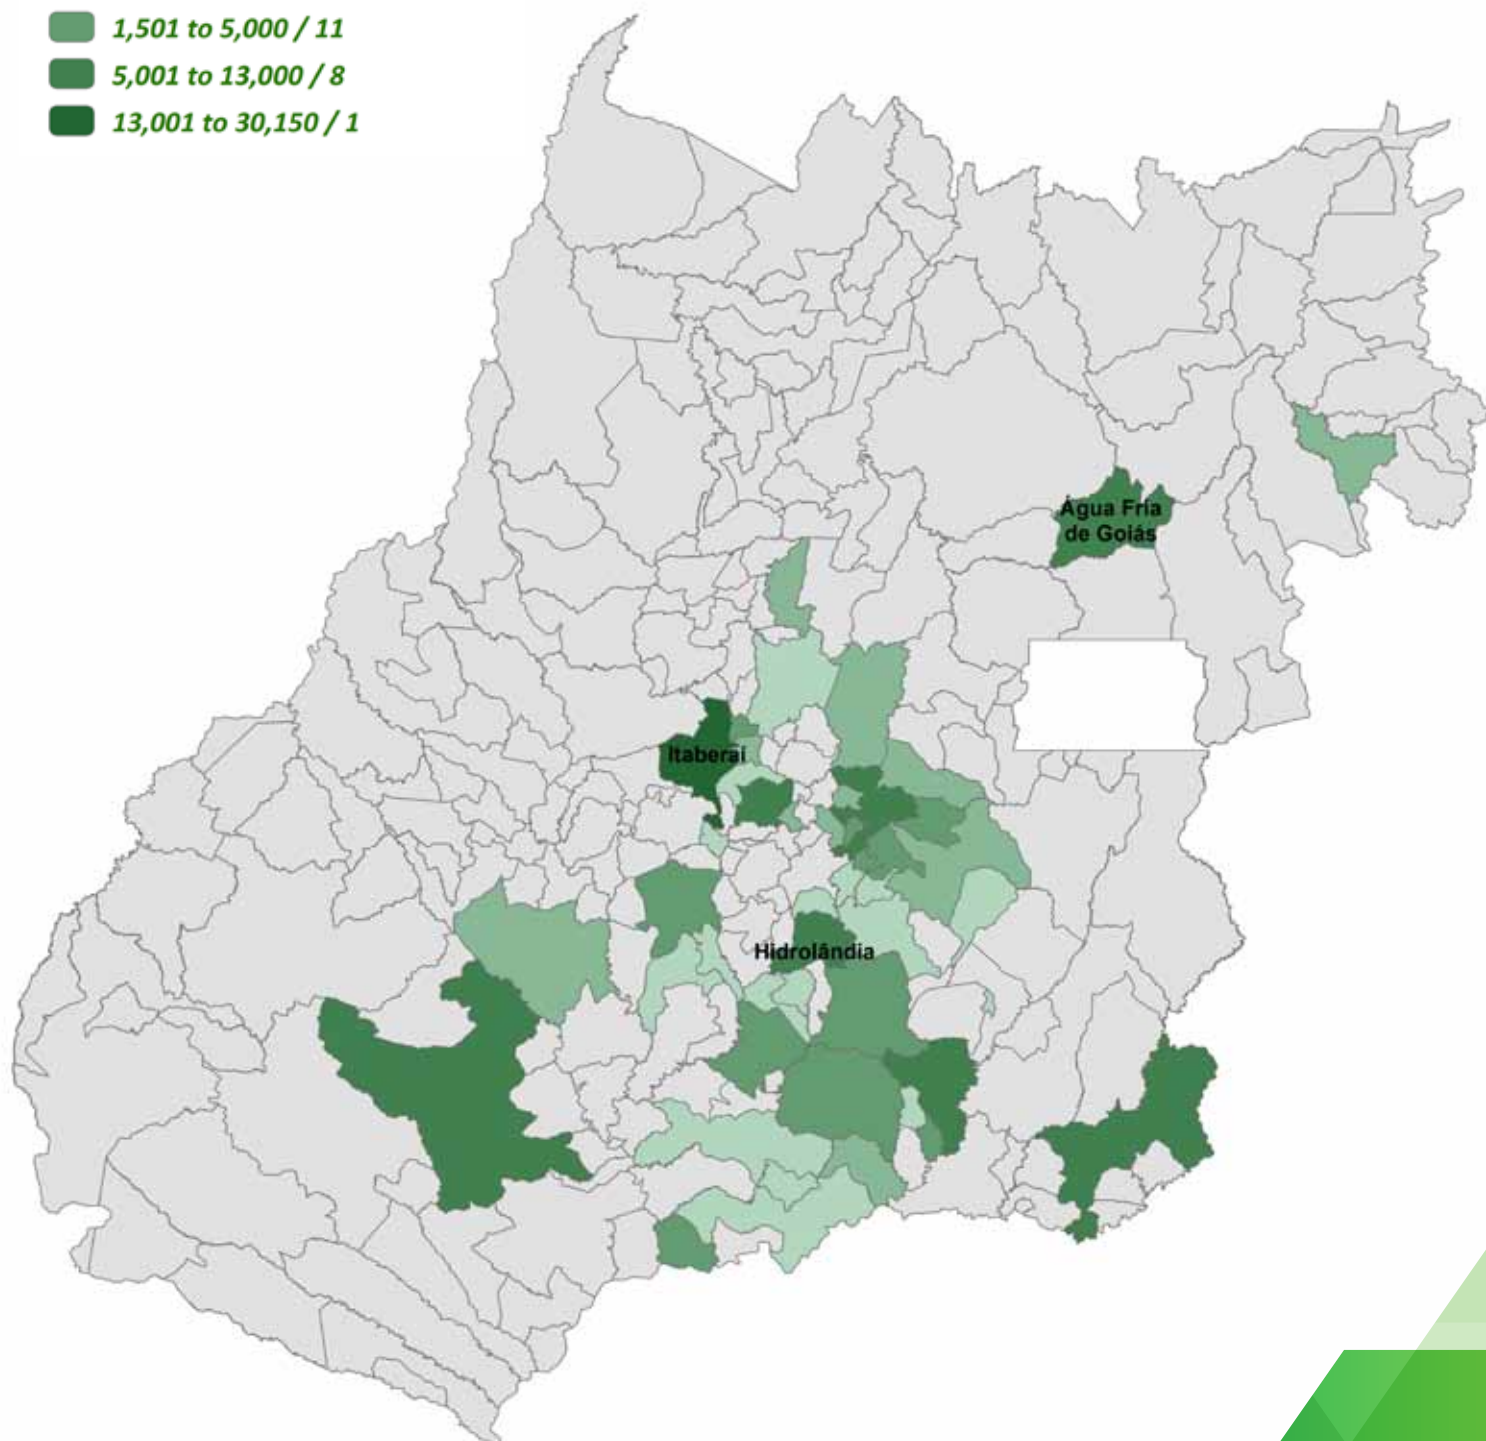 1,501 to 5,000 / 11
5,001 to 13,000 / 8
13,001 to 30,150 / 1
Água Fria
de Goiás
Itaberaí
Hidrolândia